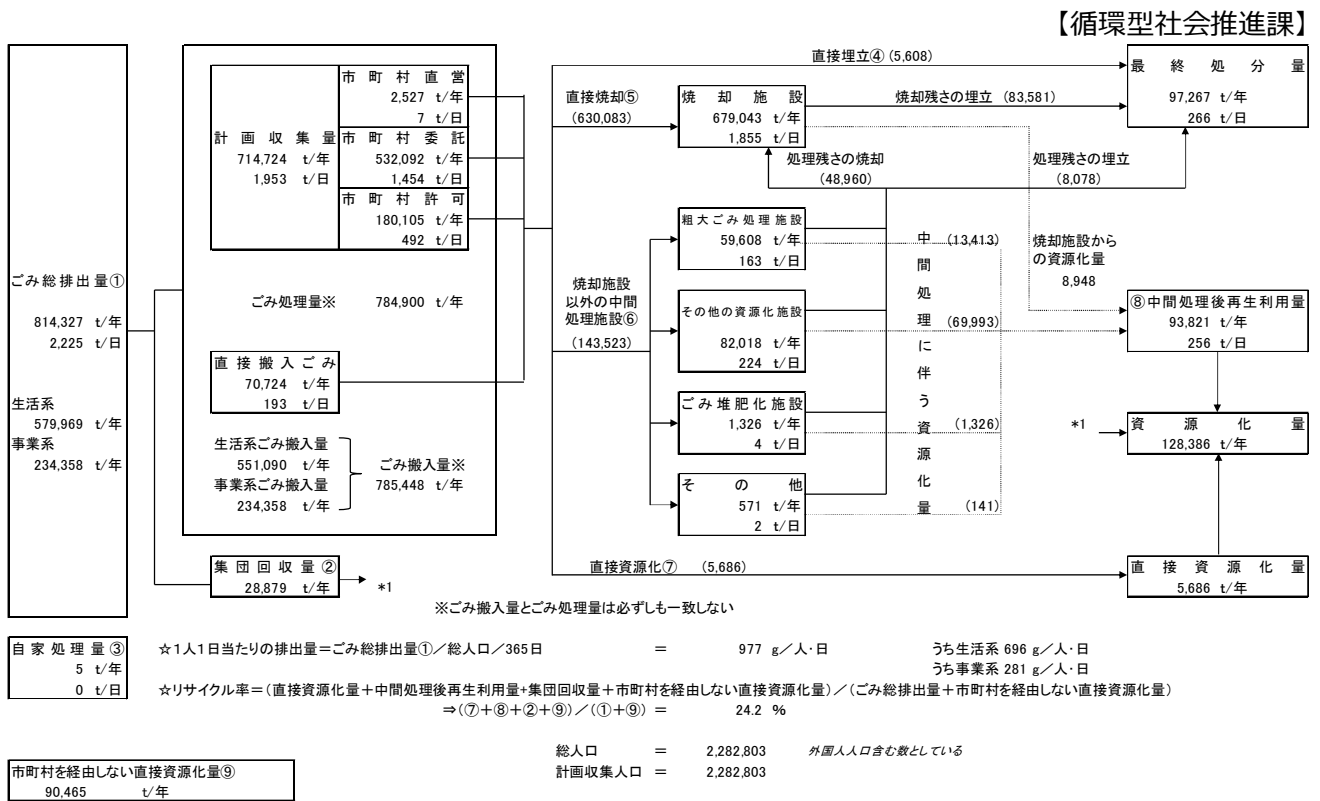 【循環型社会推進課】
ごみ総排出量①
814,327 t/年
2,225 t/日
生活系
579,969 t/年
事業系
234,358 t/年
計画収集量
714,724 t/年
1,953 t/日
市町村直営
2,527 t/年
7 t/日
市町村委託
532,092 t/年
1,454 t/日
市町村許可
180,105 t/年
492 t/日
ごみ処理量※ 784,900 t/年
直接搬入ごみ
70,724 t/年
193 t/日
生活系ごみ搬入量
551,090 t/年
事業系ごみ搬入量
234,358 t/年
ごみ搬入量※
785,448 t/年
集団回収量②
28,879 t/年
*1
直接埋立④ (5,608)
直接焼却⑤
(630,083)
焼却施設
679,043 t/年
1,855 t/日
焼却残さの埋立 (83,581)
最終処分量
97,267 t/年
266 t/日
処理残さの焼却
(48,960)
処理残さの埋立
(8,078)
焼却施設
以外の中間
処理施設⑥
(143,523)
粗大ごみ処理施設
59,608 t/年
163 t/日
その他の資源化施設
82,018 t/年
224 t/日
ごみ堆肥化施設
1,326 t/年
4 t/日
その他
571 t/年
2 t/日
中間処理に伴う資源化量
(13,413)
(69,993)
(1,326)
(141)
焼却施設から
の資源化量
8,948
⑧中間処理後再生利用量
93,821 t/年
256 t/日
*1
資源化量
128,386 t/年
直接資源化⑦ (5,686)
直接資源化量
5,686 t/年
※ごみ搬入量とごみ処理量は必ずしも一致しない
自家処理量③
5 t/年
0 t/日
☆1人1日当たりの排出量=ごみ総排出量①/総人口/365日 = 977 g/人・日 うち生活系 696 g/人・日
うち事業系 281 g/人・日
☆リサイクル率=(直接資源化量+中間処理後再生利用量+集団回収量+市町村を経由しない直接資源化量)/(ごみ総排出量+市町村を経由しない直接資源化量)
⇒(⑦+⑧+②+⑨)/(①+⑨) = 24.2 %
総人口 = 2,282,803 外国人人口含む数としている
計画収集人口 = 2,282,803
市町村を経由しない直接資源化量⑨
90,465 t/年